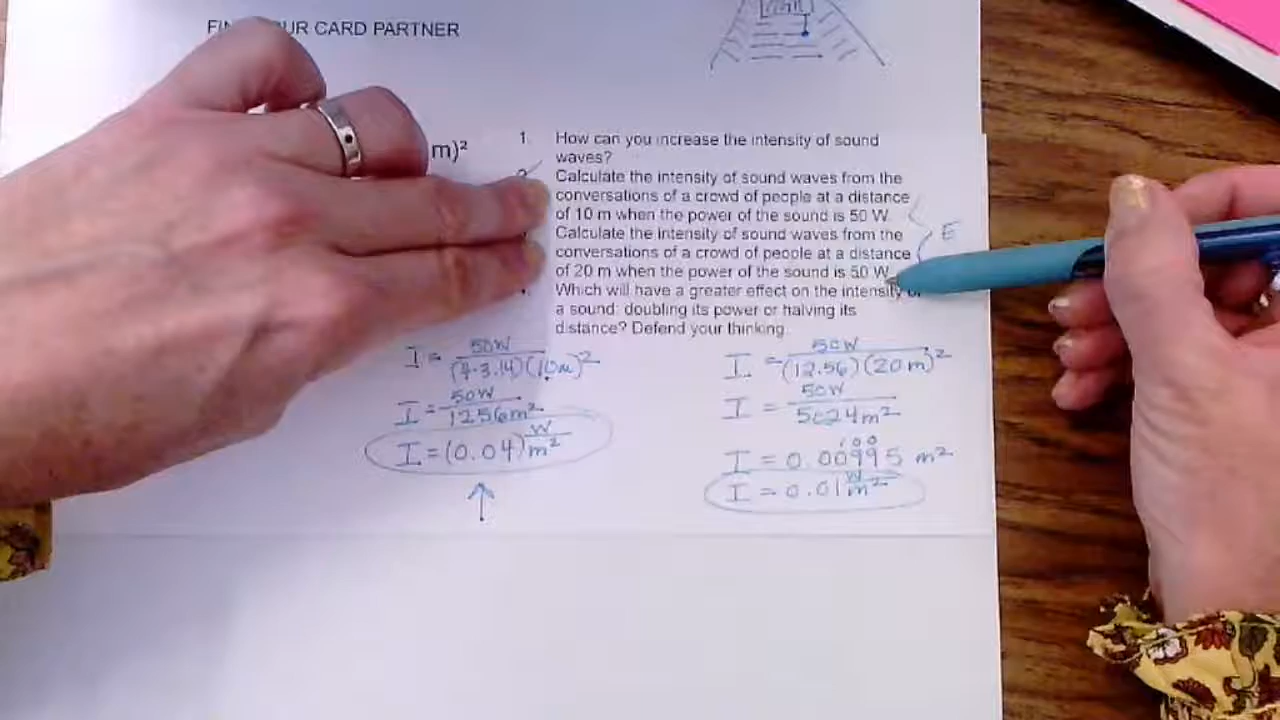 FIN UR CARD PARTNER
m)²
1. How can you increase the intensity of sound
waves?
Calculate the intensity of sound waves from the
conversations of a crowd of people at a distance
of 10 m when the power of the sound is 50 W.
Calculate the intensity of sound waves from the
conversations of a crowd of people at a distance
of 20 m when the power of the sound is 50 W.
E
Which will have a greater effect on the intensity of
a sound: doubling its power or halving its
distance? Defend your thinking.
I = 50W / (4·3.14)(10m)²
I = 50W / 1256m²
I = (0.04) W/m²
I = 50W / (12.56)(20m)²
I = 50W / 5024m²
I = 0.00995 m²
I = 0.01 W/m²